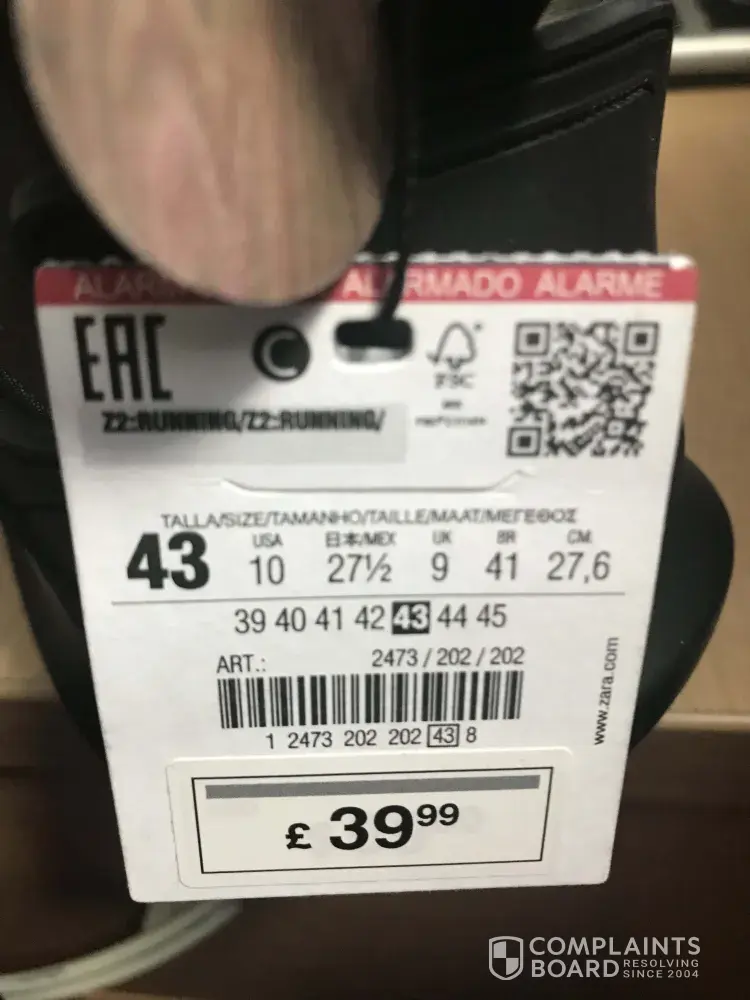 ALARMADO ALARME
EAC
C
FSC
Z2:RUNNING/Z2:RUNNING/
TALLA/SIZE/TAMANHO/TAILLE/MAAT/ΜΕΓΕΘΟΣ
USA 日本/MEX UK BR CM
43 10 27½ 9 41 27,6
39 40 41 42 43 44 45
ART.: 2473 / 202 / 202
1 2473 202 202 43 8
www.zara.com
£ 39⁹⁹
COMPLAINTS
BOARD RESOLVING SINCE 2004